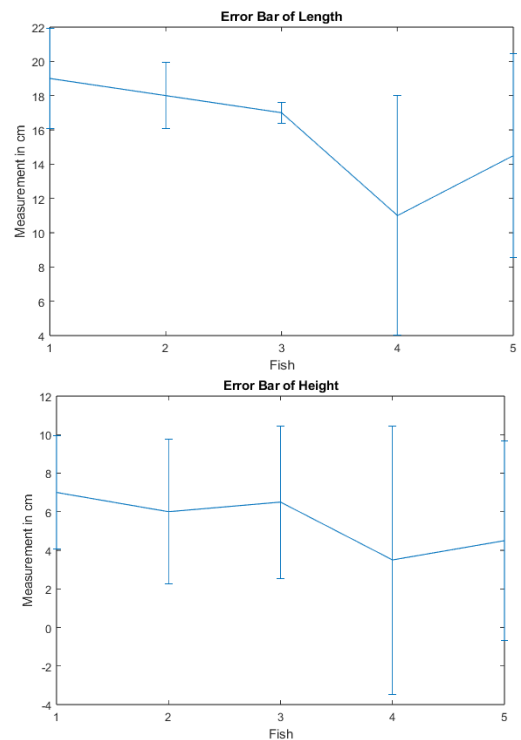 Error Bar of Length
22
20
18
16
14
12
10
8
6
4
Measurement in cm
1 2 3 4 5
Fish
Error Bar of Height
12
10
8
6
4
2
0
-2
-4
Measurement in cm
1 2 3 4 5
Fish